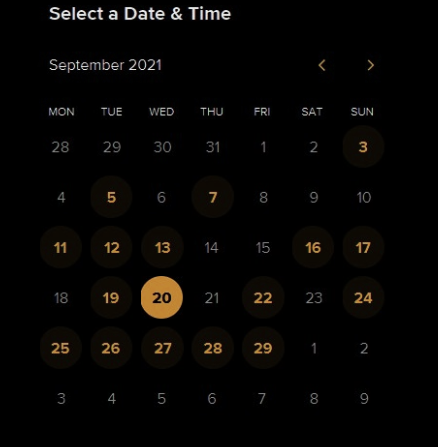 Select a Date & Time
September 2021
MON TUE WED THU FRI SAT SUN
28 29 30 31 1 2 3
4 5 6 7 8 9 10
11 12 13 14 15 16 17
18 19 20 21 22 23 24
25 26 27 28 29 1 2
3 4 5 6 7 8 9